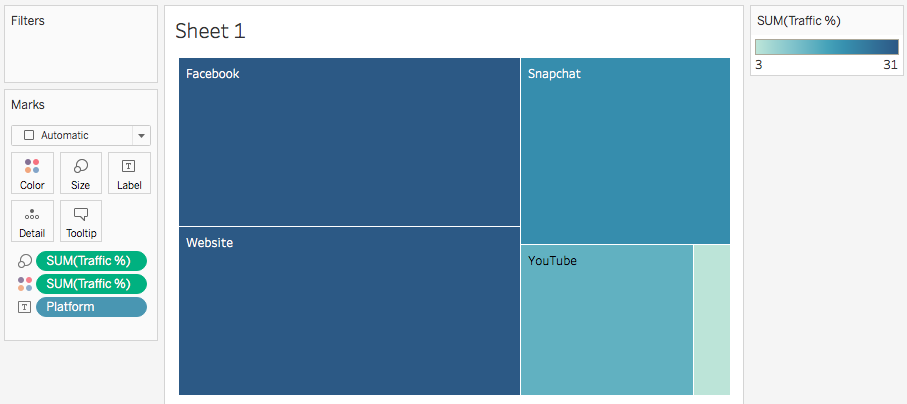 Filters
Marks
Automatic
Color
Size
Label
Detail
Tooltip
SUM(Traffic %)
SUM(Traffic %)
Platform
Sheet 1
Facebook
Snapchat
Website
YouTube
SUM(Traffic %)
3 31